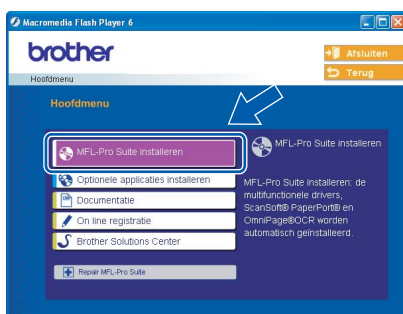 Macromedia Flash Player 6
brother
Afsluiten
Terug
Hoofdmenu
Hoofdmenu
MFL-Pro Suite installeren
Optionele applicaties installeren
Documentatie
On line registratie
Brother Solutions Center
Repair MFL-Pro Suite
MFL-Pro Suite installeren
MFL-Pro Suite installeren: de
multifunctionele drivers,
ScanSoft® PaperPort® en
OmniPage®OCR worden
automatisch geïnstalleerd.